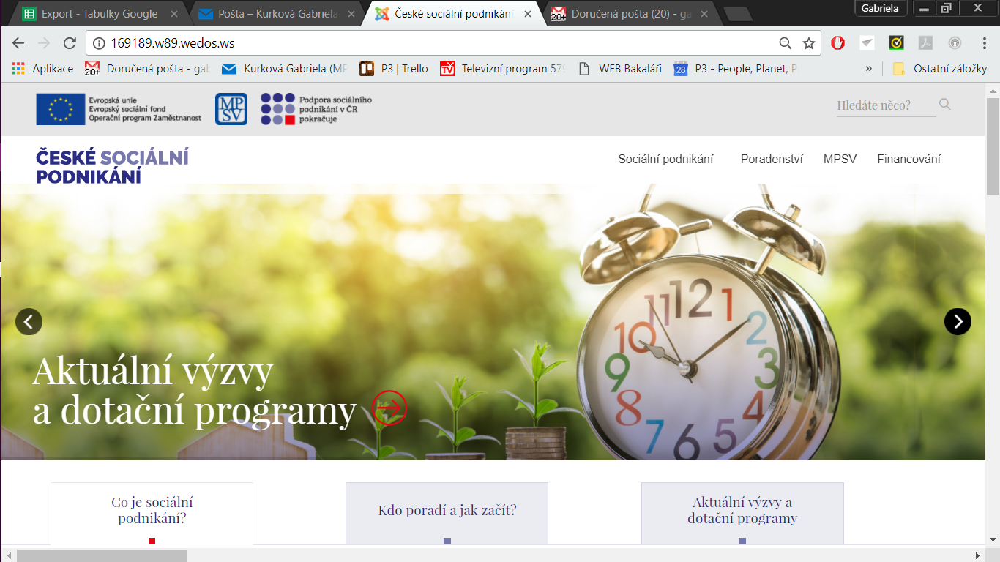 Export - Tabulky Google
Pošta – Kurková Gabriela
České sociální podnikání
Doručená pošta (20) - ga
Gabriela
169189.w89.wedos.ws
Aplikace
20+
Doručená pošta - gab
Kurková Gabriela (MP
P3 | Trello
Televizní program 579
WEB Bakaláři
28
P3 - People, Planet, P
»
Ostatní záložky
Evropská unie
Evropský sociální fond
Operační program Zaměstnanost
MP
SV
Podpora sociálního
podnikání v ČR
pokračuje
Hledáte něco?
ČESKÉ SOCIÁLNÍ
PODNIKÁNÍ
Sociální podnikání
Poradenství
MPSV
Financování
12
1
2
3
4
5
6
7
8
9
10
11
Aktuální výzvy
a dotační programy
Co je sociální
podnikání?
Kdo poradí a jak začít?
Aktuální výzvy a
dotační programy